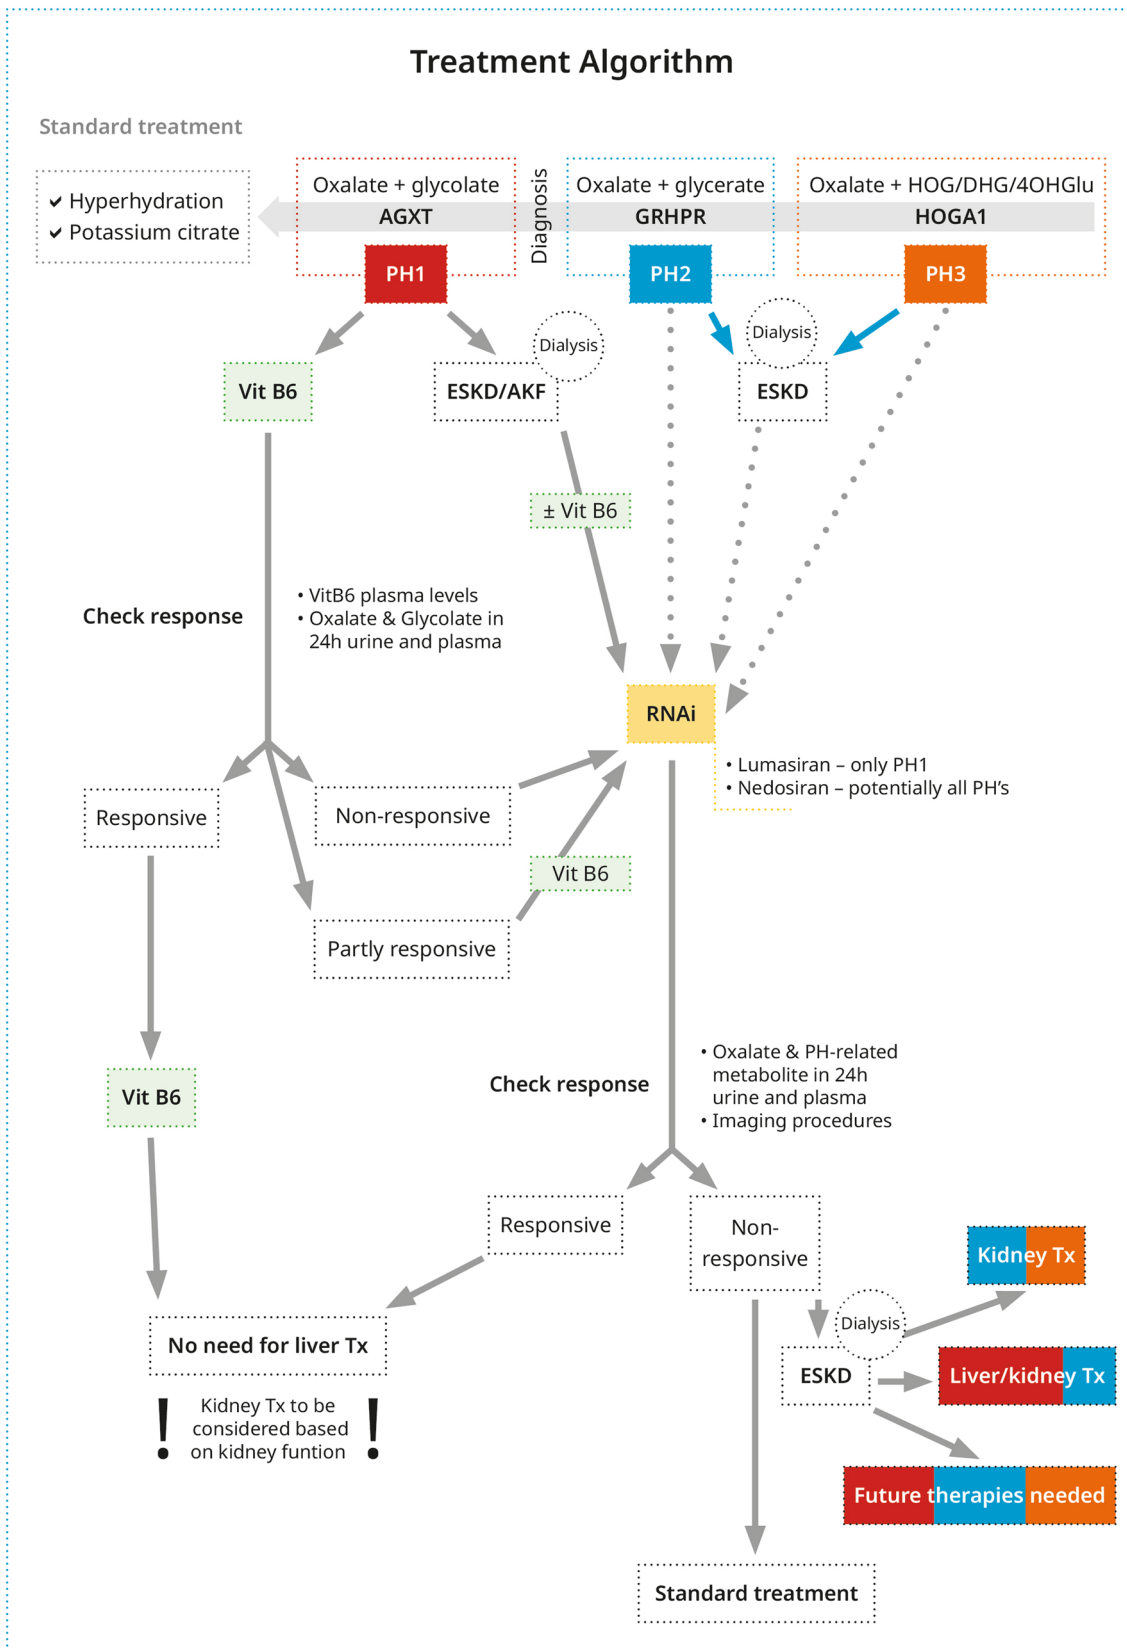 Treatment Algorithm
Standard treatment
✓ Hyperhydration
✓ Potassium citrate
Oxalate + glycolate
AGXT
PH1
Diagnosis
Oxalate + glycerate
GRHPR
PH2
Oxalate + HOG/DHG/4OHGlu
HOGA1
PH3
Vit B6
Dialysis
ESKD/AKF
Dialysis
ESKD
± Vit B6
Check response
• VitB6 plasma levels
• Oxalate & Glycolate in
24h urine and plasma
RNAi
• Lumasiran – only PH1
• Nedosiran – potentially all PH’s
Responsive
Non-responsive
Vit B6
Partly responsive
Vit B6
Check response
• Oxalate & PH-related
metabolite in 24h
urine and plasma
• Imaging procedures
Responsive
Non-
responsive
Kidney Tx
Dialysis
ESKD
Liver/kidney Tx
Future therapies needed
No need for liver Tx
! Kidney Tx to be !
considered based
on kidney funtion
Standard treatment